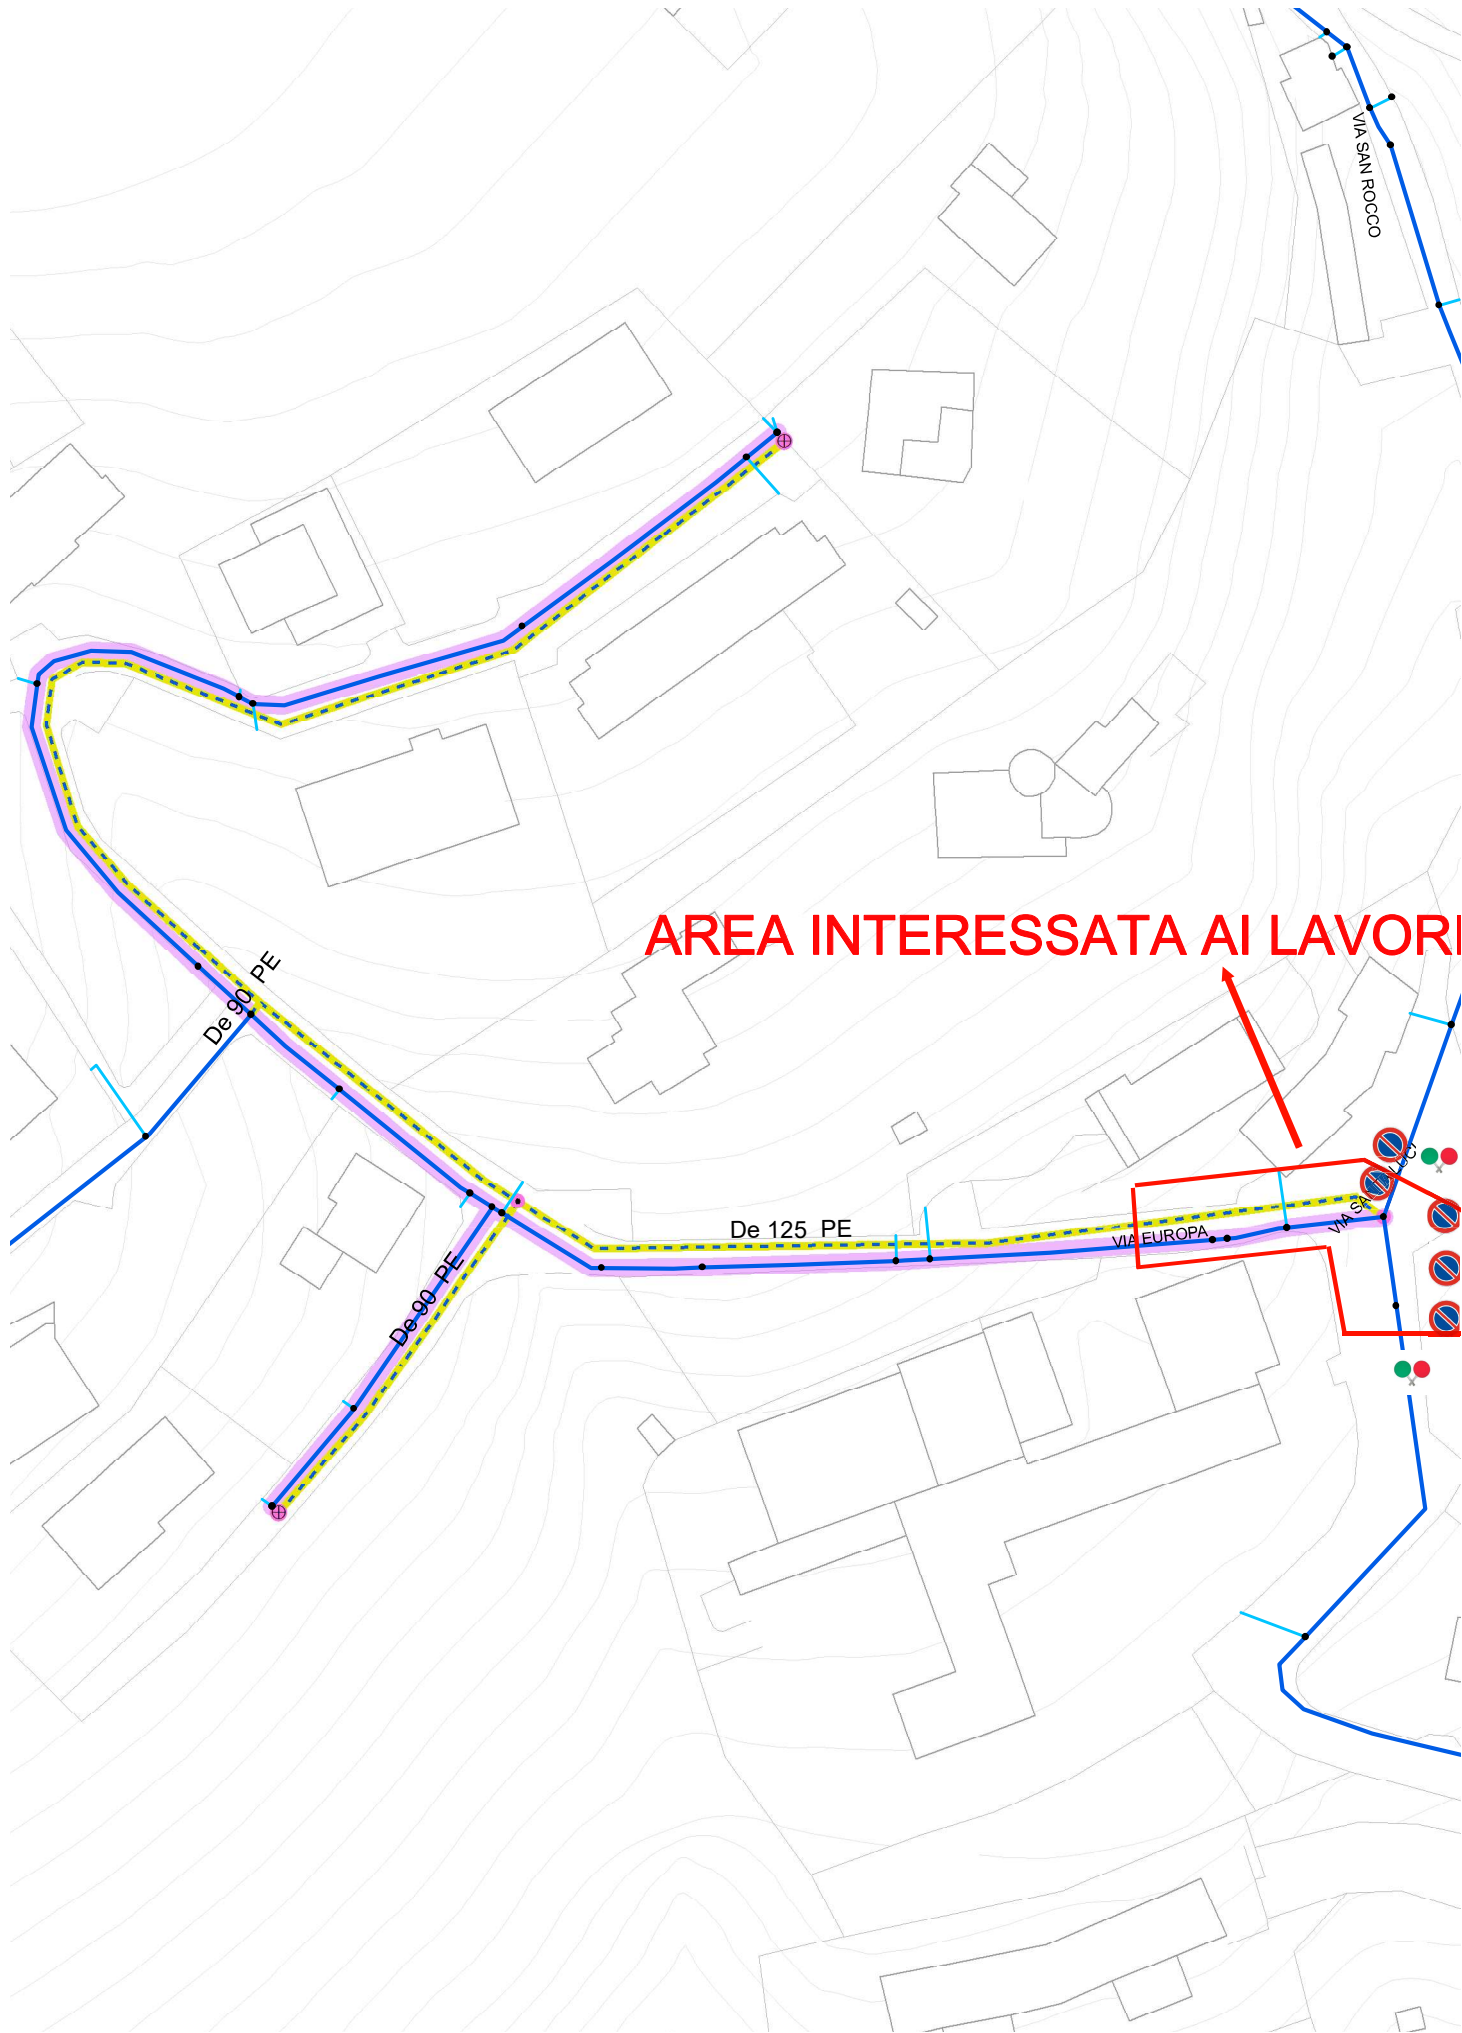 VIA SAN ROCCO
AREA INTERESSATA AI LAVORI
De 90 PE
De 125 PE
VIA EUROPA
De 90 PE